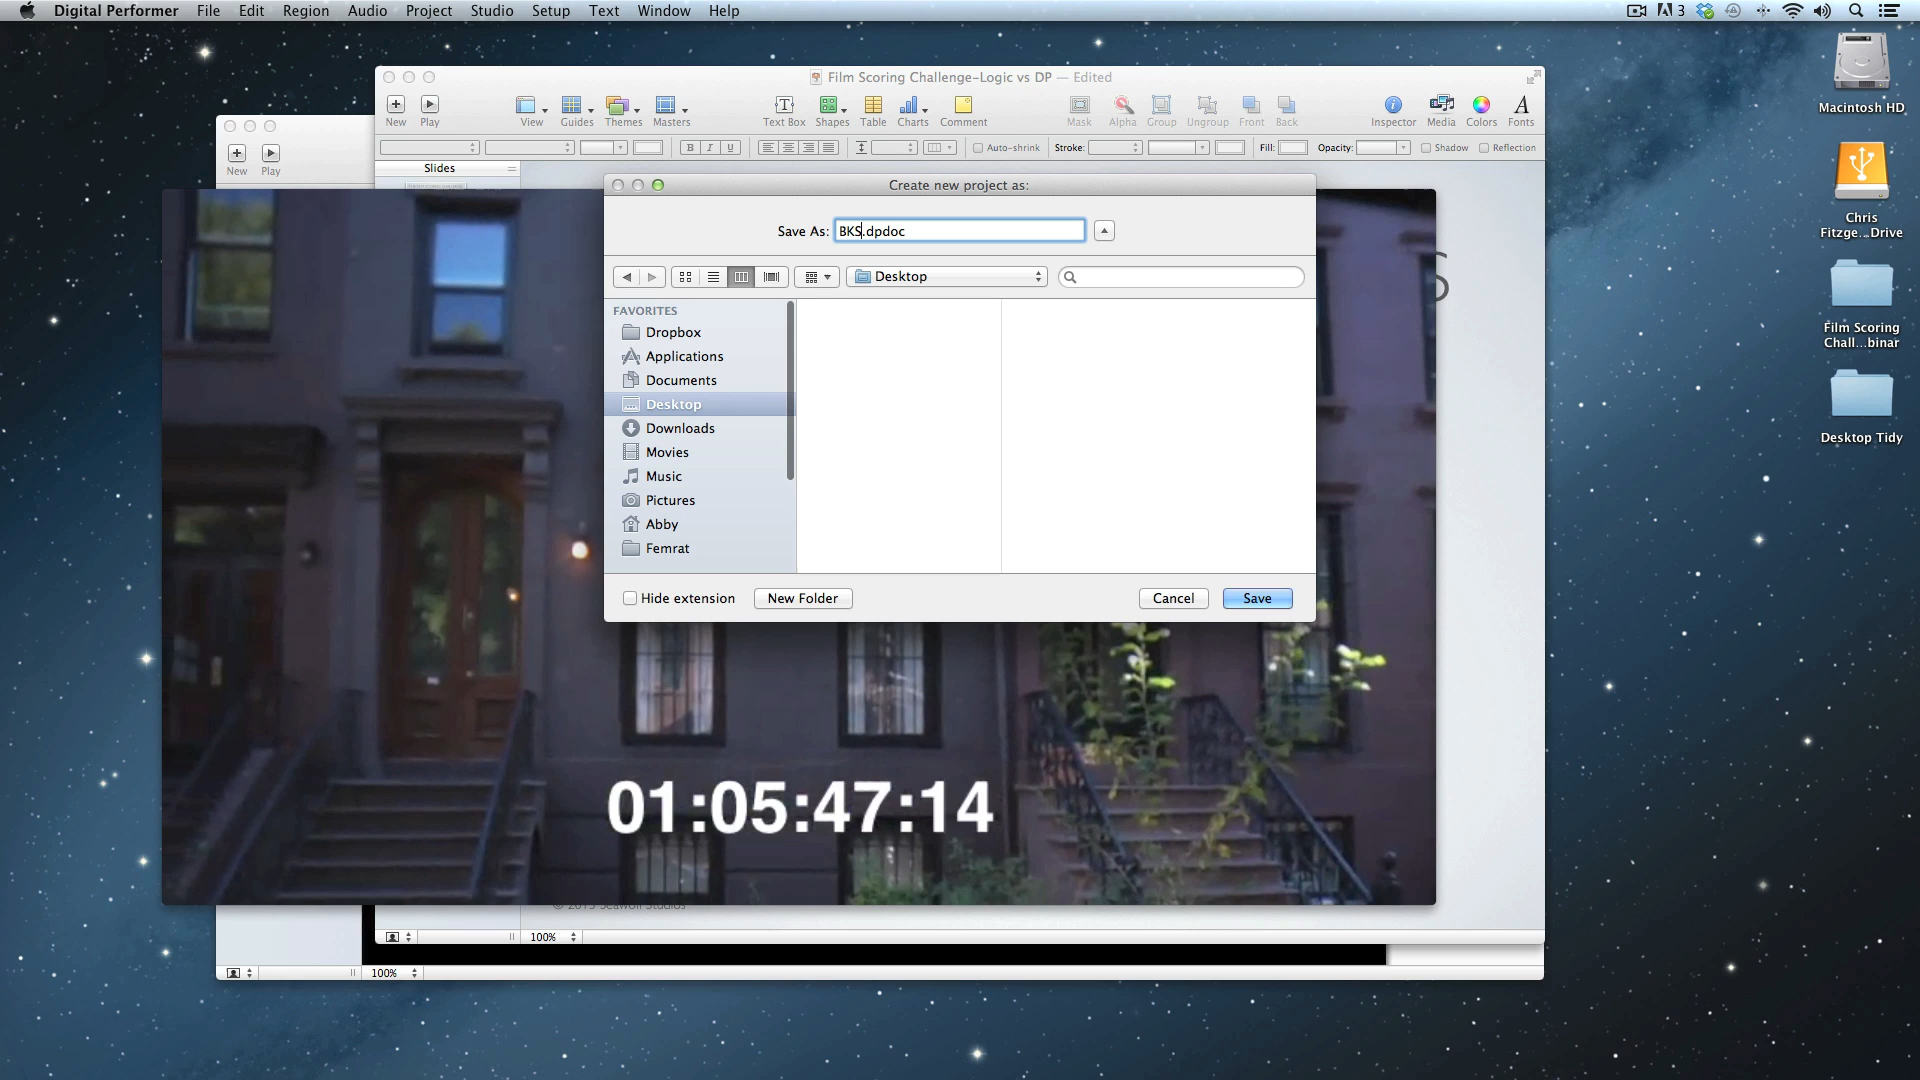 Digital Performer File Edit Region Audio Project Studio Setup Text Window Help
3
Film Scoring Challenge-Logic vs DP — Edited
New Play View Guides Themes Masters Text Box Shapes Table Charts Comment Mask Alpha Group Ungroup Front Back Inspector Media Colors Fonts
B I U Auto-shrink Stroke: Fill: Opacity: Shadow Reflection
New Play
Slides
Create new project as:
Save As: BKS.dpdoc
Desktop
FAVORITES
Dropbox
Applications
Documents
Desktop
Downloads
Movies
Music
Pictures
Abby
Femrat
Hide extension New Folder Cancel Save
S
01:05:47:14
100%
100%
Macintosh HD
Chris
Fitzge...Drive
Film Scoring
Chall...binar
Desktop Tidy